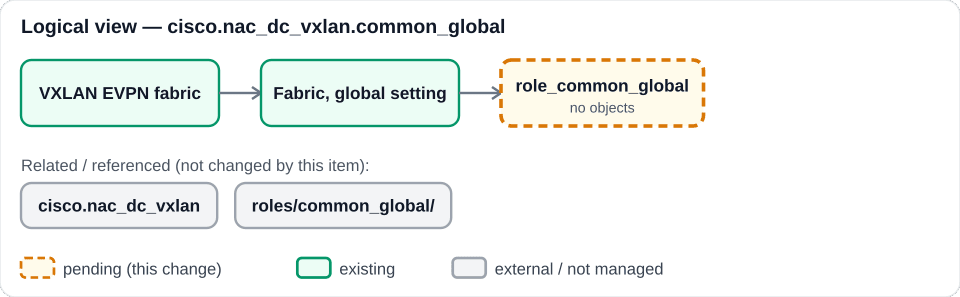 Logical view — cisco.nac_dc_vxlan.common_global
VXLAN EVPN fabric
Fabric, global setting
role_common_global
no objects
Related / referenced (not changed by this item):
cisco.nac_dc_vxlan
roles/common_global/
pending (this change)
existing
external / not managed